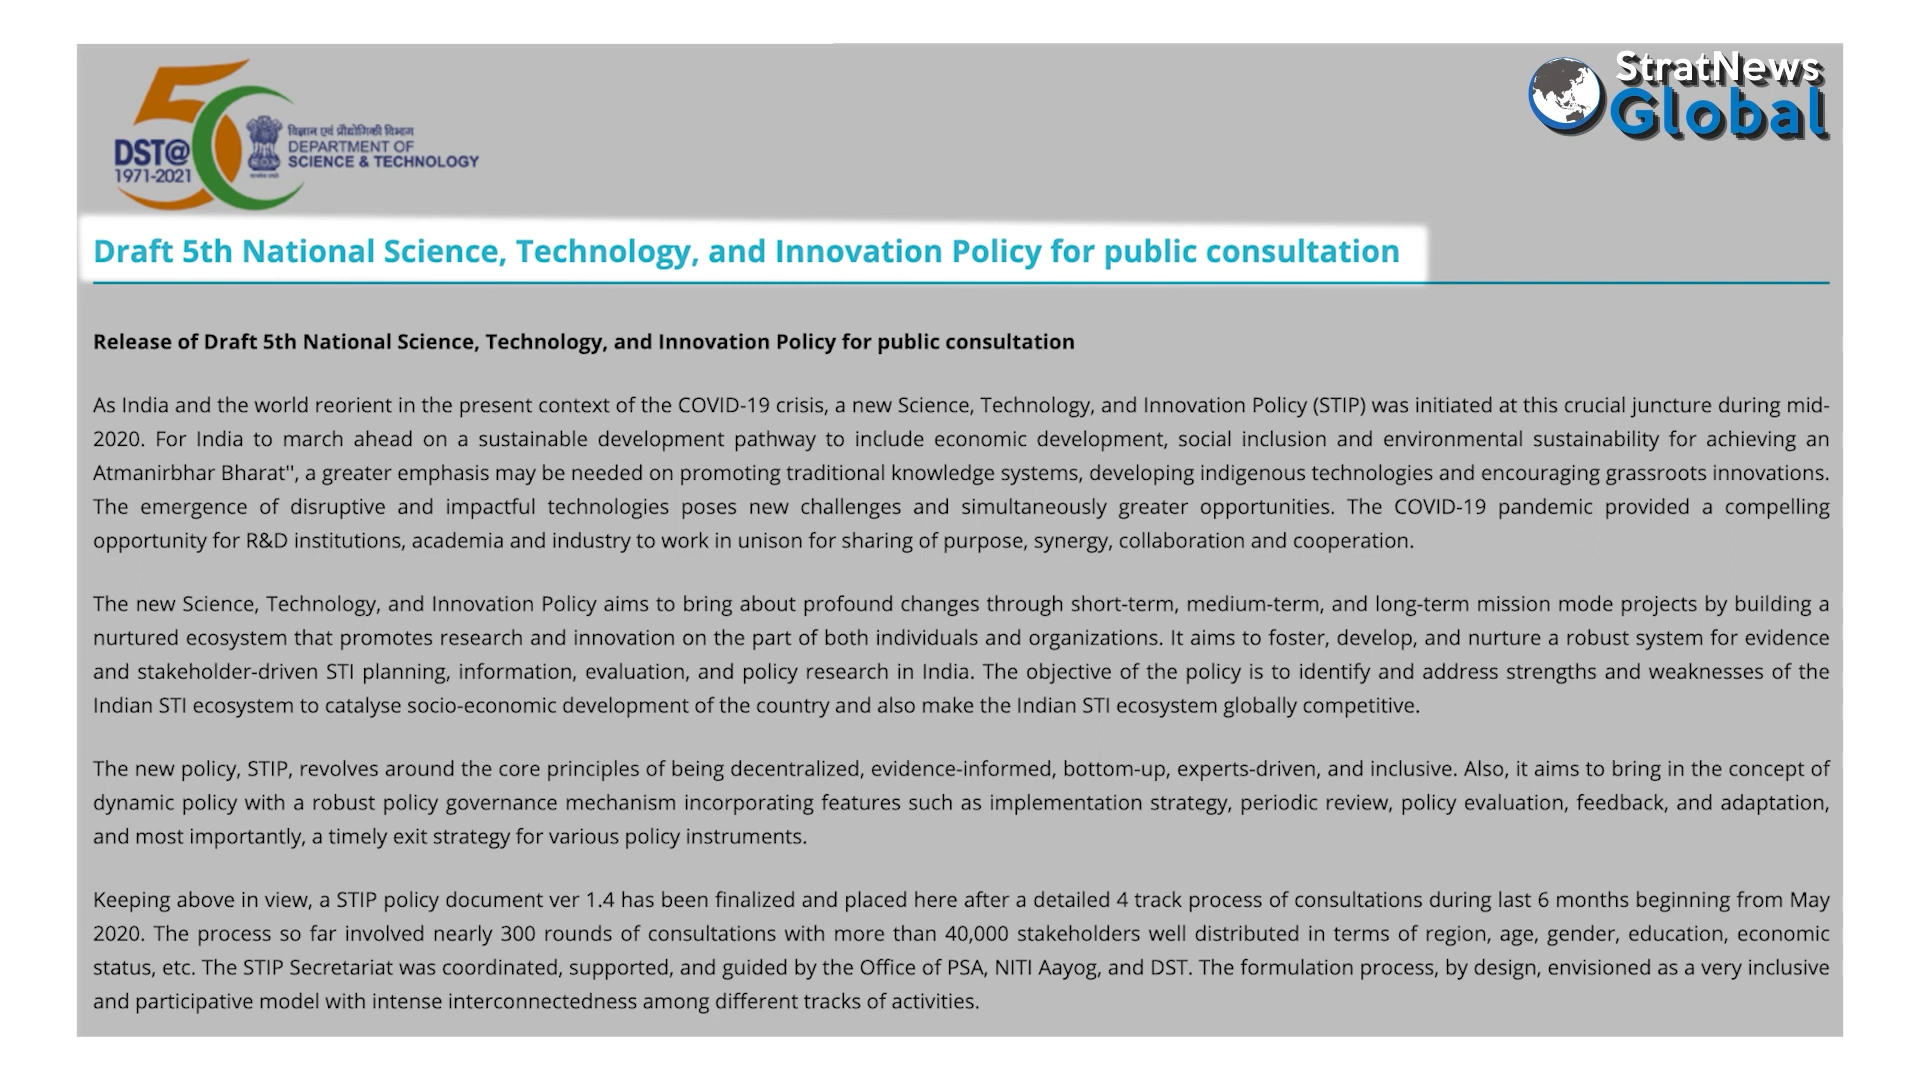 StratNews
Global
50
DST@
1971-2021
विज्ञान एवं प्रौद्योगिकी विभाग
DEPARTMENT OF
SCIENCE & TECHNOLOGY
Draft 5th National Science, Technology, and Innovation Policy for public consultation
Release of Draft 5th National Science, Technology, and Innovation Policy for public consultation
As India and the world reorient in the present context of the COVID-19 crisis, a new Science, Technology, and Innovation Policy (STIP) was initiated at this crucial juncture during mid-
2020. For India to march ahead on a sustainable development pathway to include economic development, social inclusion and environmental sustainability for achieving an
Atmanirbhar Bharat'', a greater emphasis may be needed on promoting traditional knowledge systems, developing indigenous technologies and encouraging grassroots innovations.
The emergence of disruptive and impactful technologies poses new challenges and simultaneously greater opportunities. The COVID-19 pandemic provided a compelling
opportunity for R&D institutions, academia and industry to work in unison for sharing of purpose, synergy, collaboration and cooperation.
The new Science, Technology, and Innovation Policy aims to bring about profound changes through short-term, medium-term, and long-term mission mode projects by building a
nurtured ecosystem that promotes research and innovation on the part of both individuals and organizations. It aims to foster, develop, and nurture a robust system for evidence
and stakeholder-driven STI planning, information, evaluation, and policy research in India. The objective of the policy is to identify and address strengths and weaknesses of the
Indian STI ecosystem to catalyse socio-economic development of the country and also make the Indian STI ecosystem globally competitive.
The new policy, STIP, revolves around the core principles of being decentralized, evidence-informed, bottom-up, experts-driven, and inclusive. Also, it aims to bring in the concept of
dynamic policy with a robust policy governance mechanism incorporating features such as implementation strategy, periodic review, policy evaluation, feedback, and adaptation,
and most importantly, a timely exit strategy for various policy instruments.
Keeping above in view, a STIP policy document ver 1.4 has been finalized and placed here after a detailed 4 track process of consultations during last 6 months beginning from May
2020. The process so far involved nearly 300 rounds of consultations with more than 40,000 stakeholders well distributed in terms of region, age, gender, education, economic
status, etc. The STIP Secretariat was coordinated, supported, and guided by the Office of PSA, NITI Aayog, and DST. The formulation process, by design, envisioned as a very inclusive
and participative model with intense interconnectedness among different tracks of activities.